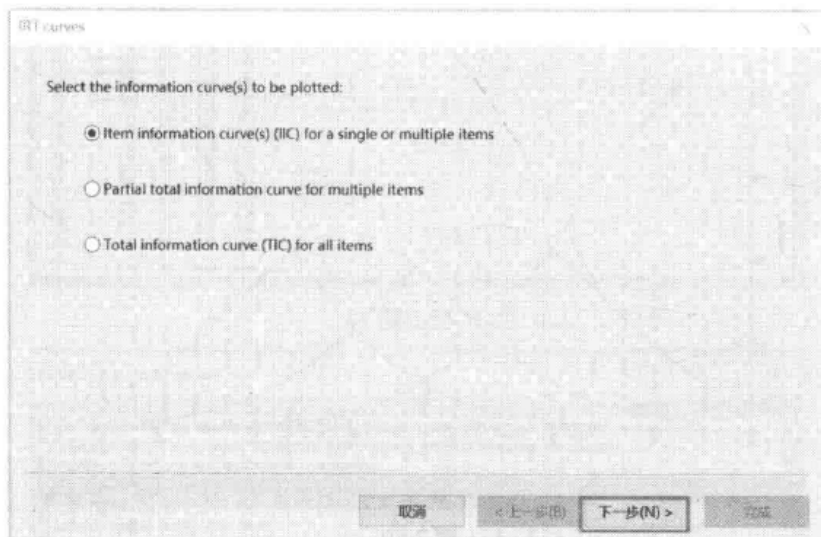 IRT curves
Select the information curve(s) to be plotted:
Item information curve(s) (IIC) for a single or multiple items
Partial total information curve for multiple items
Total information curve (TIC) for all items
取消
< 上一步(B)
下一步(N) >
完成